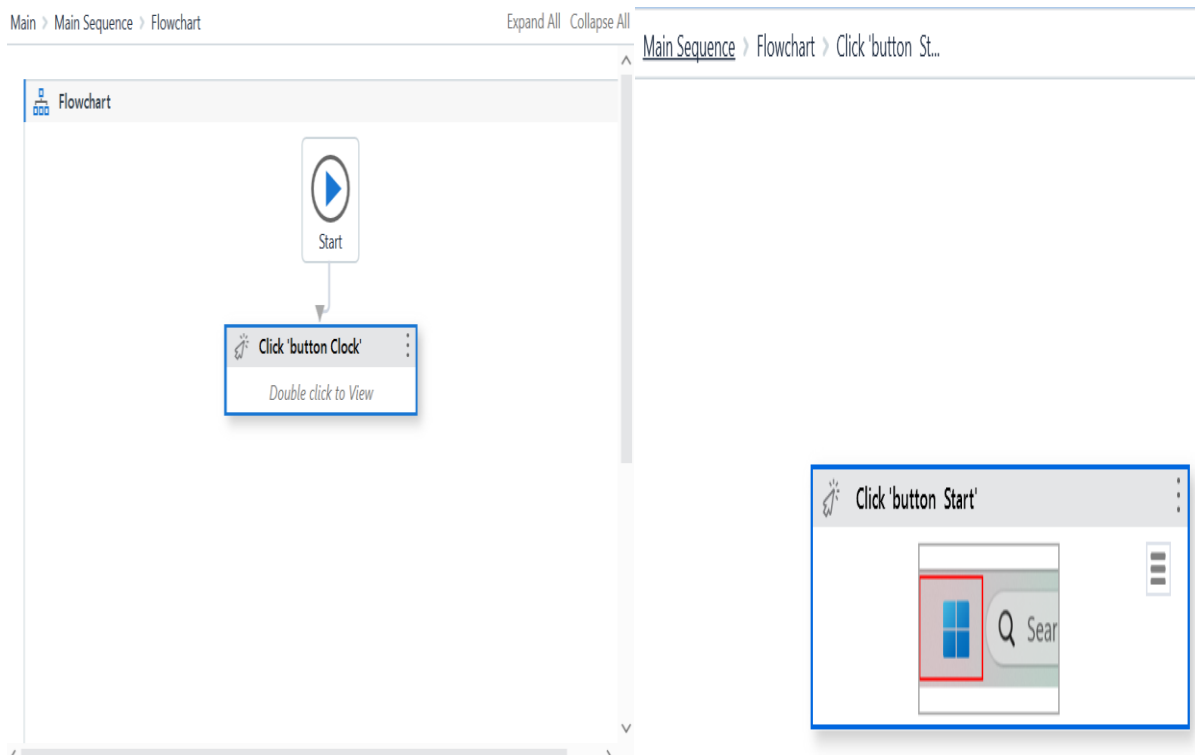 Main > Main Sequence > Flowchart
Expand All Collapse All
Flowchart
Start
Click 'button Clock'
Double click to View
Main Sequence > Flowchart > Click 'button St...
Click 'button Start'
Sear